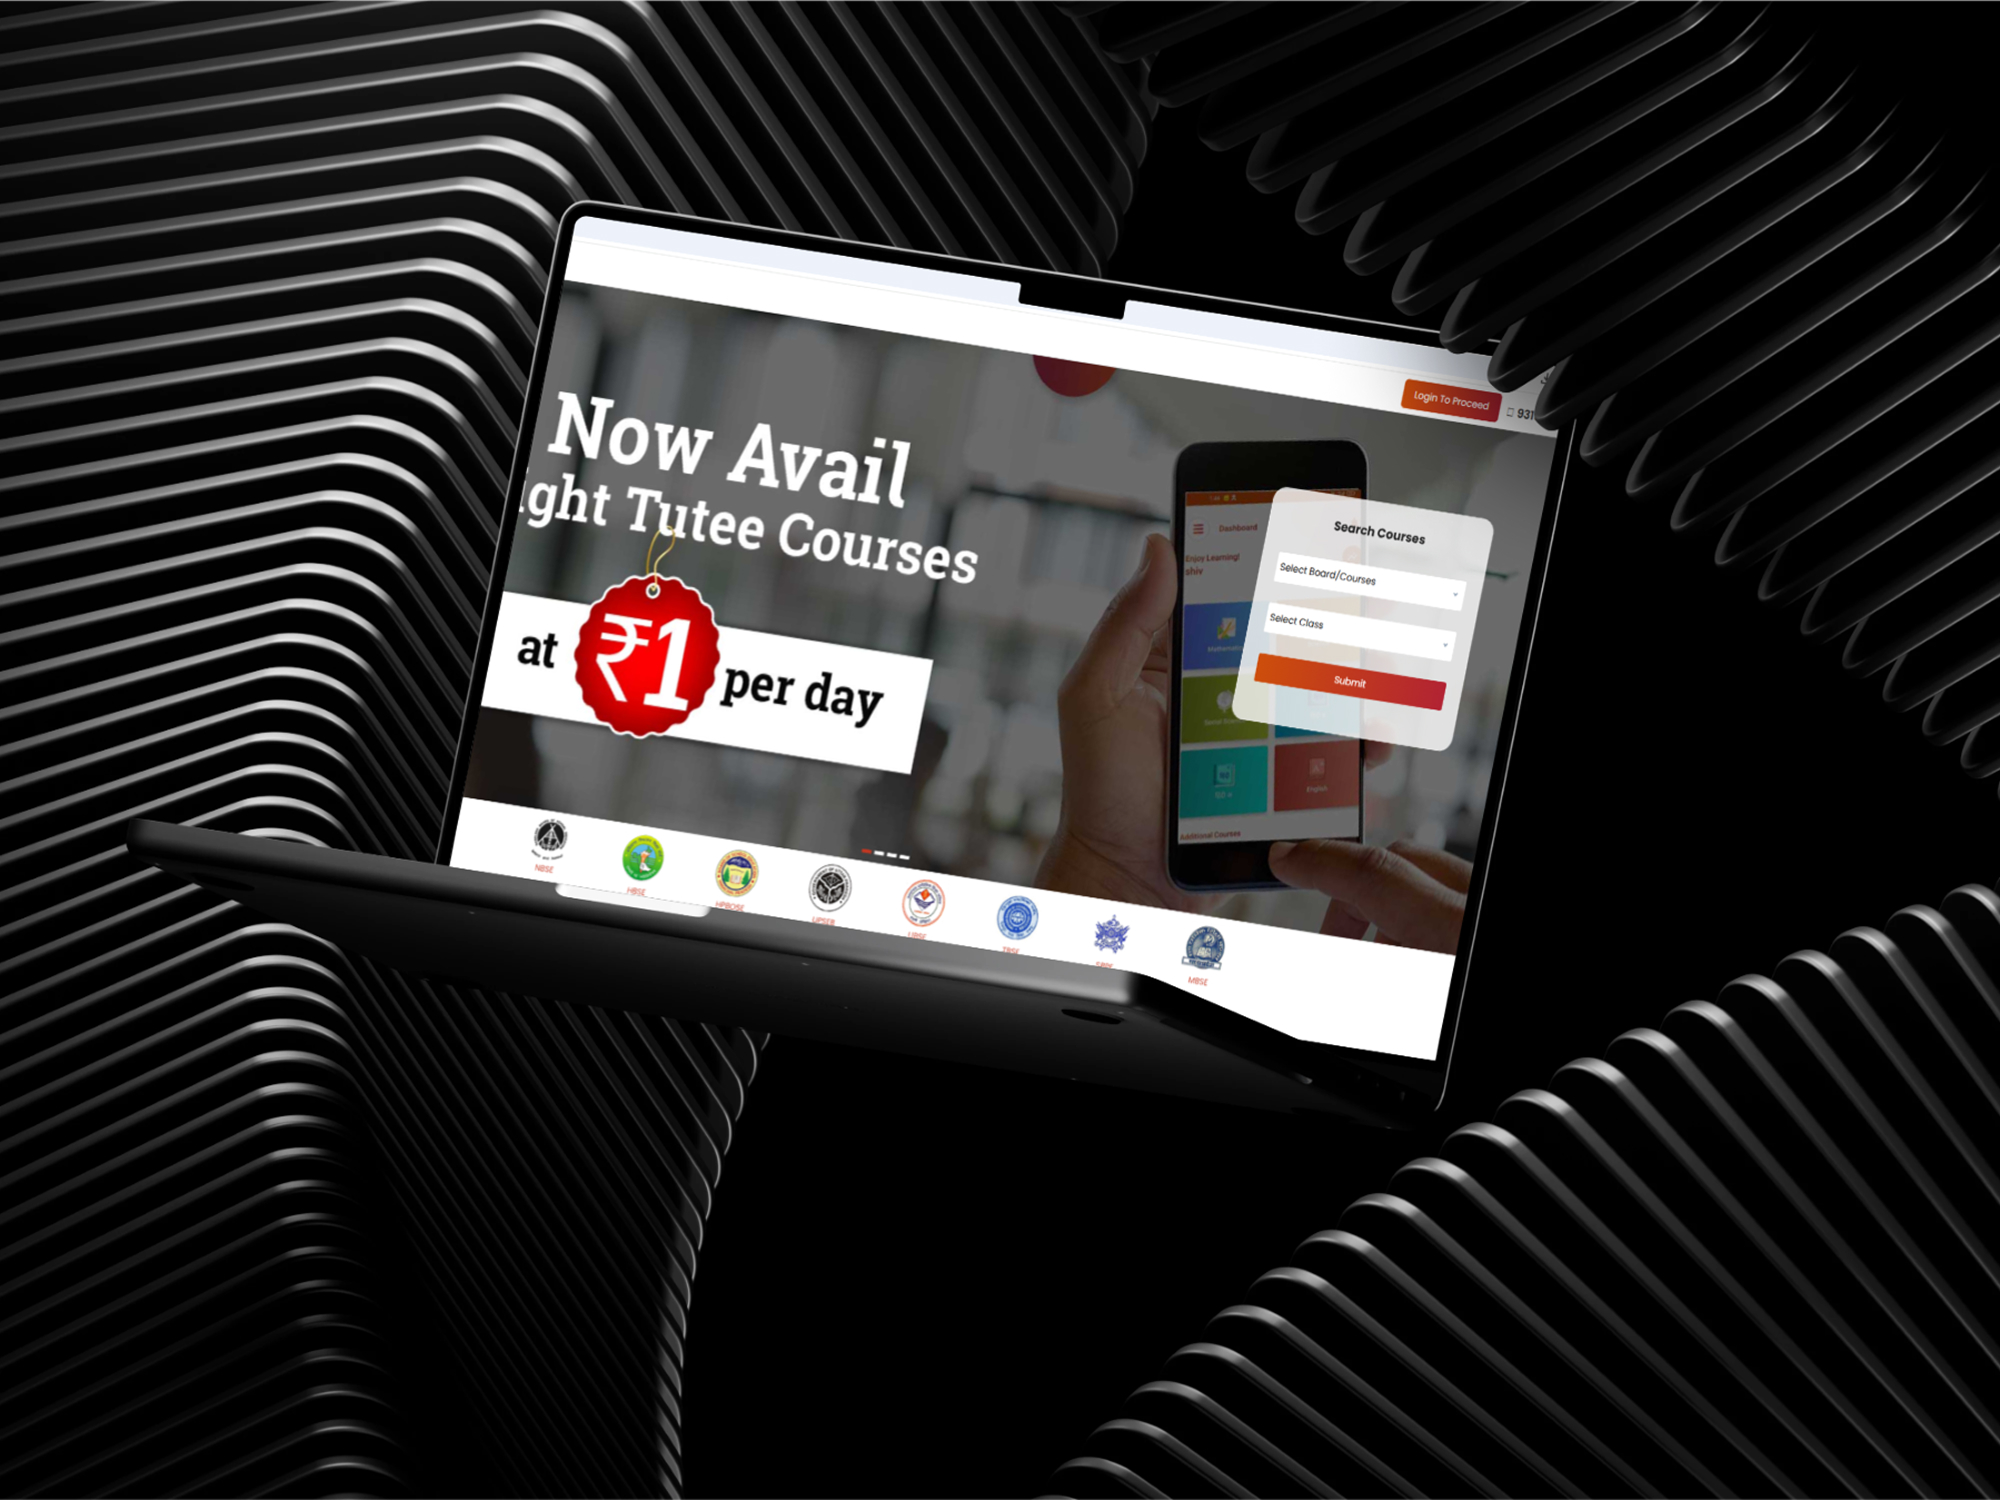 Login To Proceed
931
Now Avail
ght Tutee Courses
at ₹1 per day
Dashboard
Enjoy Learning!
shiv
English
Additional Courses
Search Courses
Select Board/Courses
Select Class
Submit
NBSE
HBSE
HPBOSE
UPSEB
UBSE
TBSE
MBSE